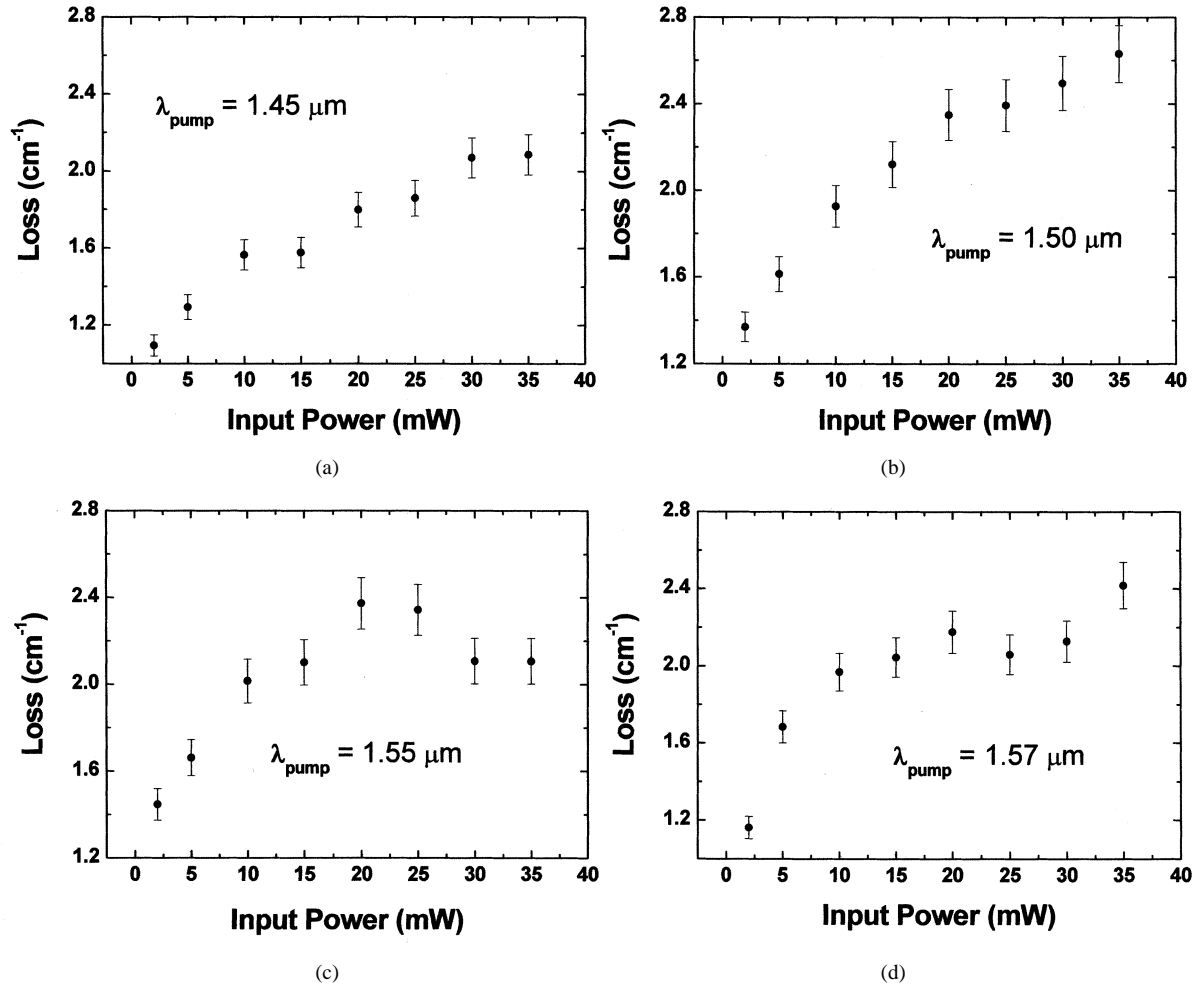 2.8
2.4
2.0
1.6
1.2
Loss (cm⁻¹)
λpump = 1.45 μm
0 5 10 15 20 25 30 35 40
Input Power (mW)
(a)
2.8
2.4
2.0
1.6
1.2
Loss (cm⁻¹)
λpump = 1.50 μm
0 5 10 15 20 25 30 35 40
Input Power (mW)
(b)
2.8
2.4
2.0
1.6
1.2
Loss (cm⁻¹)
λpump = 1.55 μm
0 5 10 15 20 25 30 35 40
Input Power (mW)
(c)
2.8
2.4
2.0
1.6
1.2
Loss (cm⁻¹)
λpump = 1.57 μm
0 5 10 15 20 25 30 35 40
Input Power (mW)
(d)